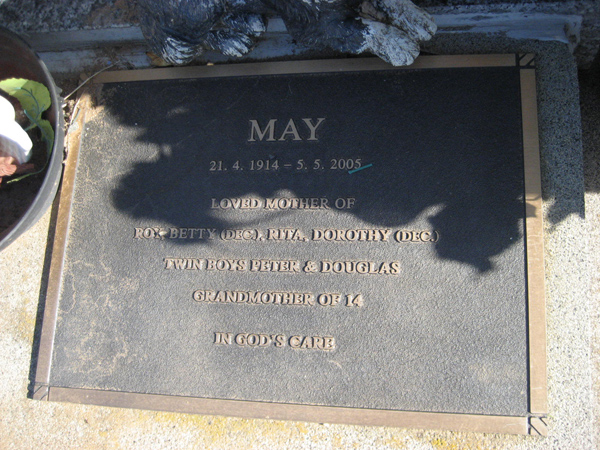 MAY
21. 4. 1914 – 5. 5. 2005
LOVED MOTHER OF
ROY, BETTY (DEC), RITA, DOROTHY (DEC.)
TWIN BOYS PETER & DOUGLAS
GRANDMOTHER OF 14
IN GOD'S CARE